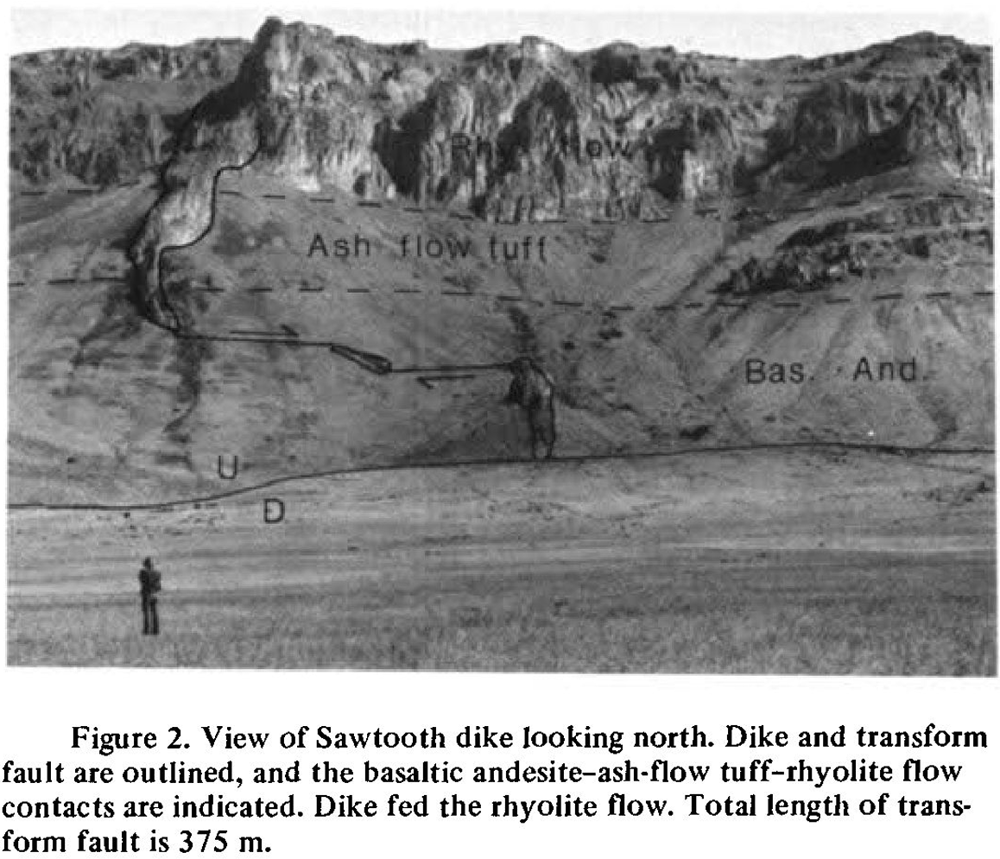 Ash flow tuff
Bas. And.
U
D
Figure 2. View of Sawtooth dike looking north. Dike and transform
fault are outlined, and the basaltic andesite–ash-flow tuff–rhyolite flow
contacts are indicated. Dike fed the rhyolite flow. Total length of trans-
form fault is 375 m.